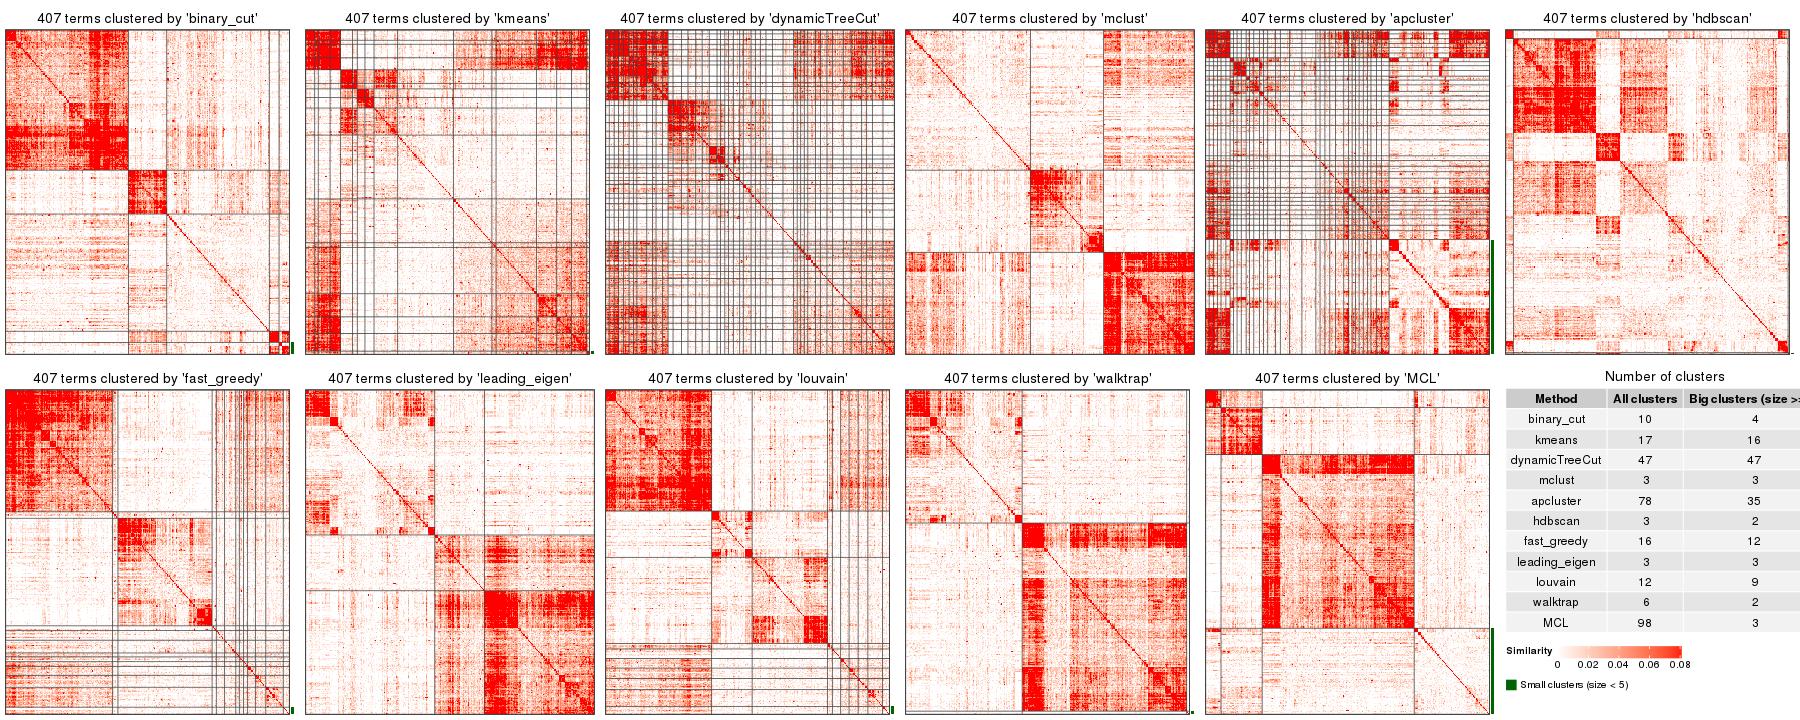 407 terms clustered by 'binary_cut'
407 terms clustered by 'kmeans'
407 terms clustered by 'dynamicTreeCut'
407 terms clustered by 'mclust'
407 terms clustered by 'apcluster'
407 terms clustered by 'hdbscan'
407 terms clustered by 'fast_greedy'
407 terms clustered by 'leading_eigen'
407 terms clustered by 'louvain'
407 terms clustered by 'walktrap'
407 terms clustered by 'MCL'
Number of clusters
Method All clusters Big clusters (size >=
binary_cut 10 4
kmeans 17 16
dynamicTreeCut 47 47
mclust 3 3
apcluster 78 35
hdbscan 3 2
fast_greedy 16 12
leading_eigen 3 3
louvain 12 9
walktrap 6 2
MCL 98 3
Similarity
0 0.02 0.04 0.06 0.08
Small clusters (size < 5)